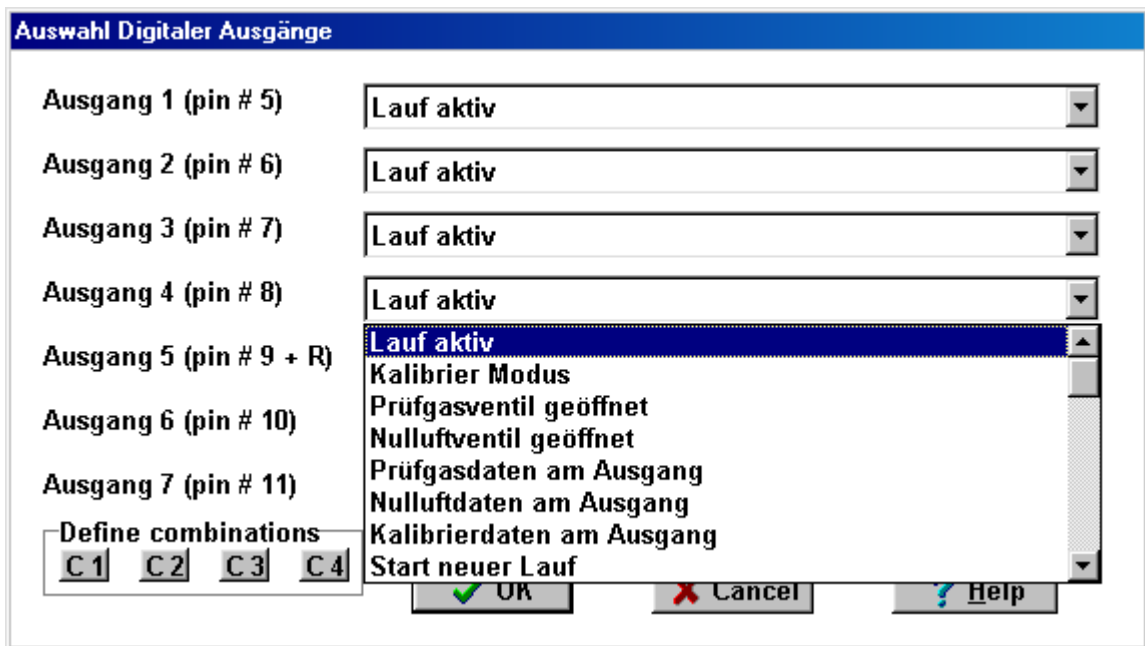 Auswahl Digitaler Ausgänge
Ausgang 1 (pin # 5) Lauf aktiv
Ausgang 2 (pin # 6) Lauf aktiv
Ausgang 3 (pin # 7) Lauf aktiv
Ausgang 4 (pin # 8) Lauf aktiv
Lauf aktiv
Ausgang 5 (pin # 9 + R)
Kalibrier Modus
Prüfgasventil geöffnet
Ausgang 6 (pin # 10)
Nulluftventil geöffnet
Prüfgasdaten am Ausgang
Ausgang 7 (pin # 11)
Nulluftdaten am Ausgang
Kalibrierdaten am Ausgang
Start neuer Lauf
Define combinations
C 1 C 2 C 3 C 4
OK Cancel Help